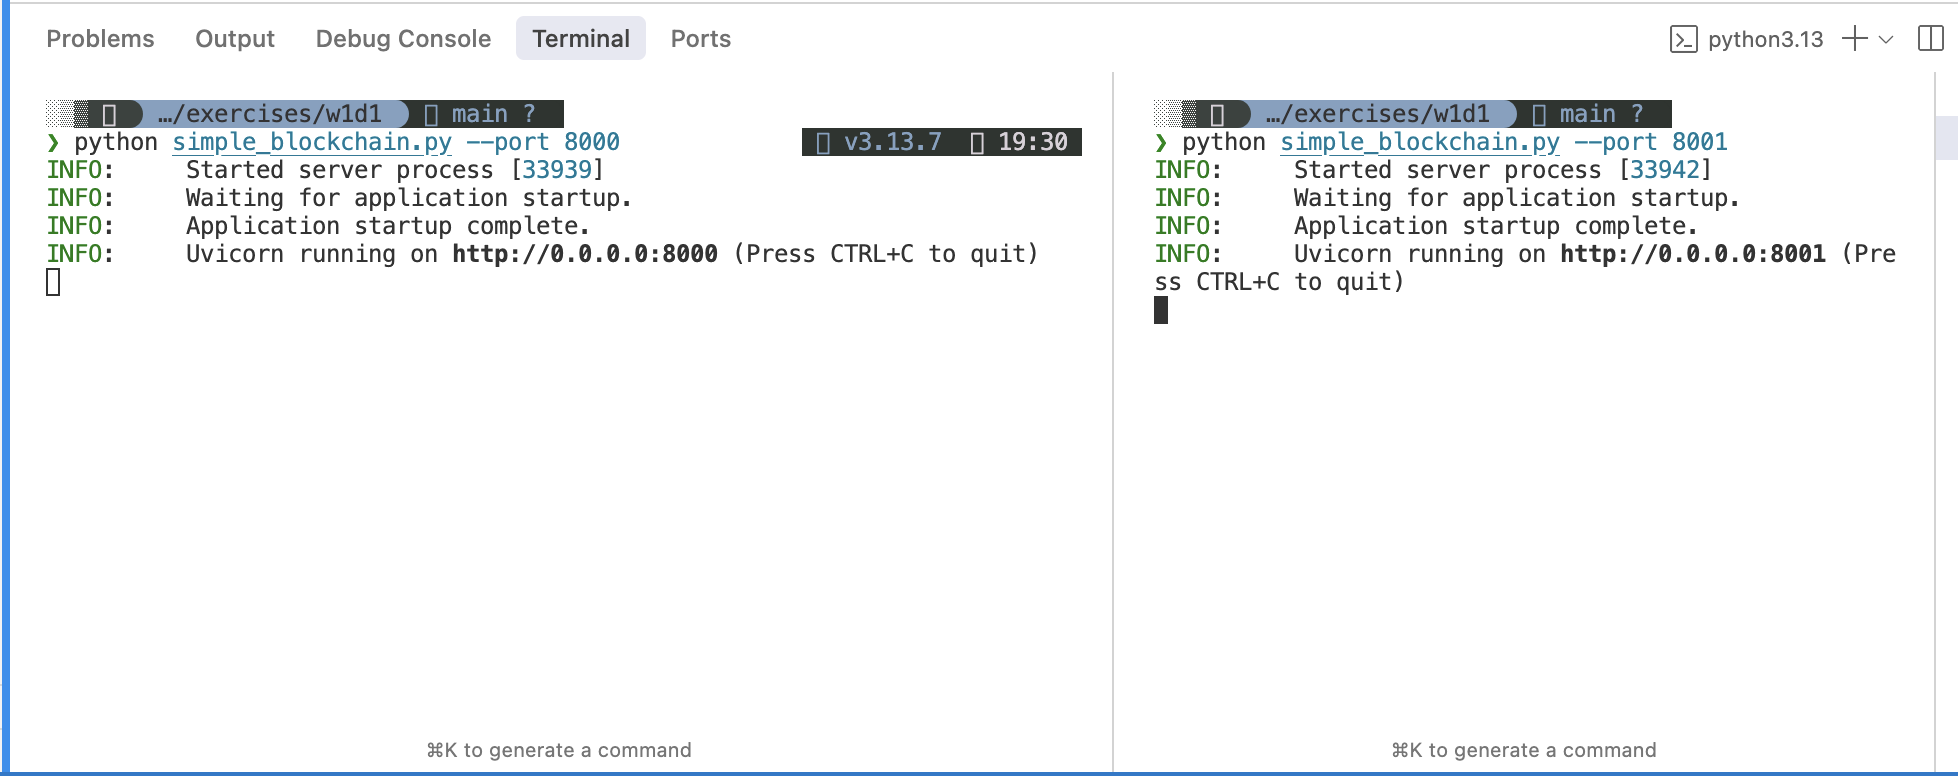 Problems Output Debug Console Terminal Ports
python3.13
…/exercises/w1d1 main ?
❯ python simple_blockchain.py --port 8000 v3.13.7 19:30
INFO: Started server process [33939]
INFO: Waiting for application startup.
INFO: Application startup complete.
INFO: Uvicorn running on http://0.0.0.0:8000 (Press CTRL+C to quit)
⌘K to generate a command
…/exercises/w1d1 main ?
❯ python simple_blockchain.py --port 8001
INFO: Started server process [33942]
INFO: Waiting for application startup.
INFO: Application startup complete.
INFO: Uvicorn running on http://0.0.0.0:8001 (Pre
ss CTRL+C to quit)
⌘K to generate a command